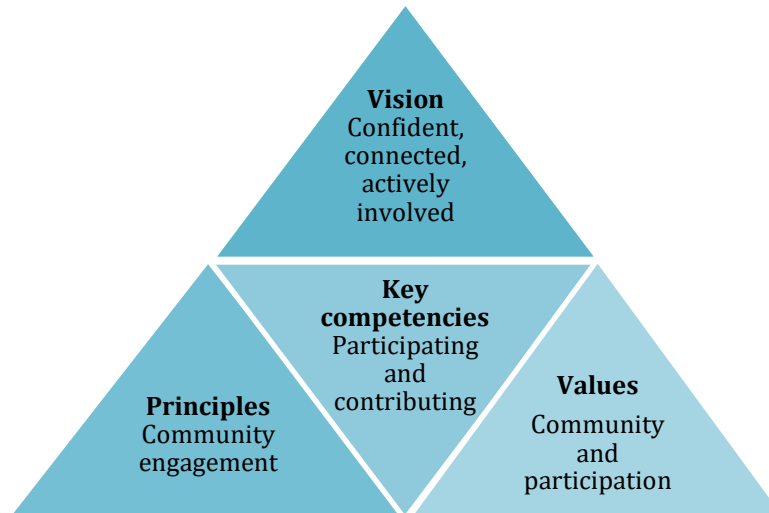 Vision
Confident,
connected,
actively
involved
Key
competencies
Participating
and
contributing
Principles
Community
engagement
Values
Community
and
participation